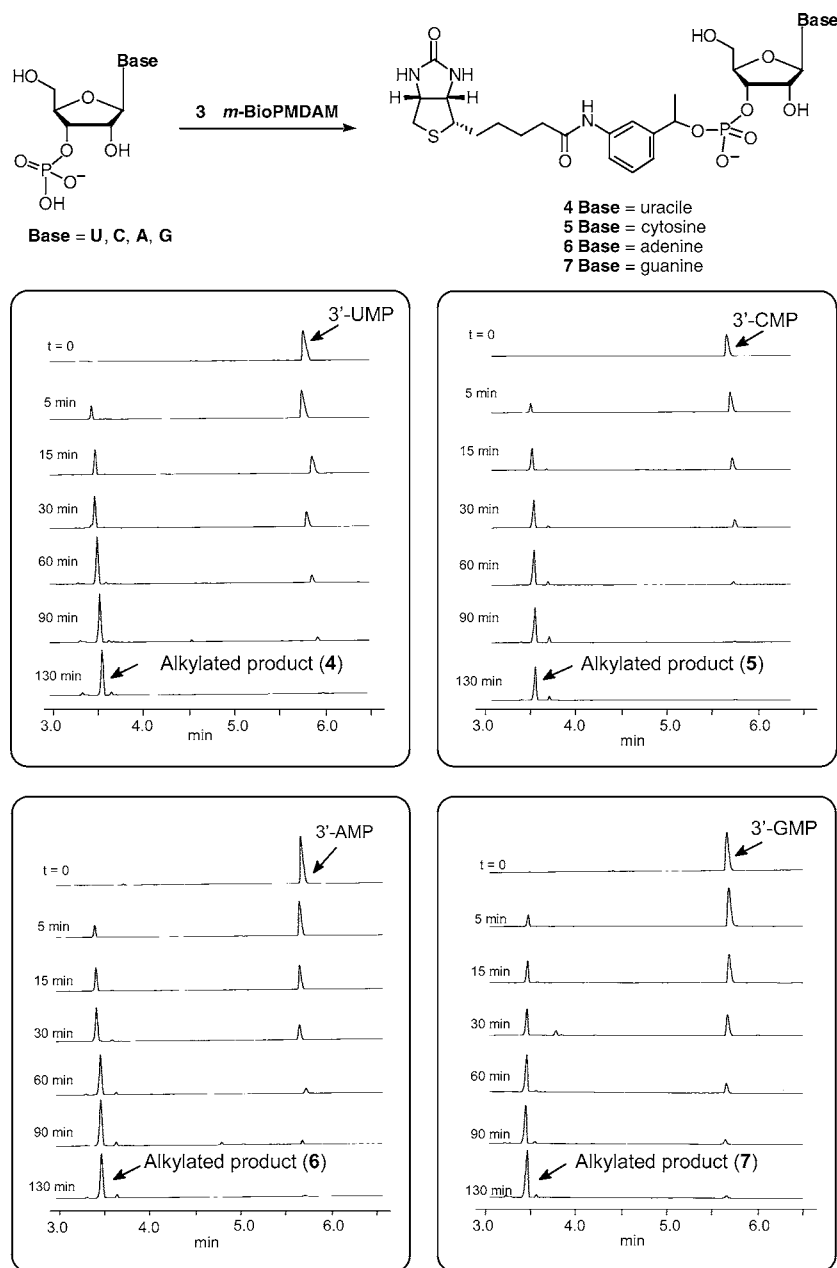 Base
HO
O
O
OH
O=P
O−
OH
Base = U, C, A, G
3 m-BioPMDAM
O
HN
NH
H
H
S
O
H
N
O
P
O
O−
O
HO
O
Base
OH
4 Base = uracile
5 Base = cytosine
6 Base = adenine
7 Base = guanine
3'-UMP
t = 0
5 min
15 min
30 min
60 min
90 min
130 min
Alkylated product (4)
3.0 4.0 5.0 6.0
min
3'-CMP
t = 0
5 min
15 min
30 min
60 min
90 min
130 min
Alkylated product (5)
3.0 4.0 5.0 6.0
min
3'-AMP
t = 0
5 min
15 min
30 min
60 min
90 min
130 min
Alkylated product (6)
3.0 4.0 5.0 6.0
min
3'-GMP
t = 0
5 min
15 min
30 min
60 min
90 min
130 min
Alkylated product (7)
3.0 4.0 5.0 6.0
min